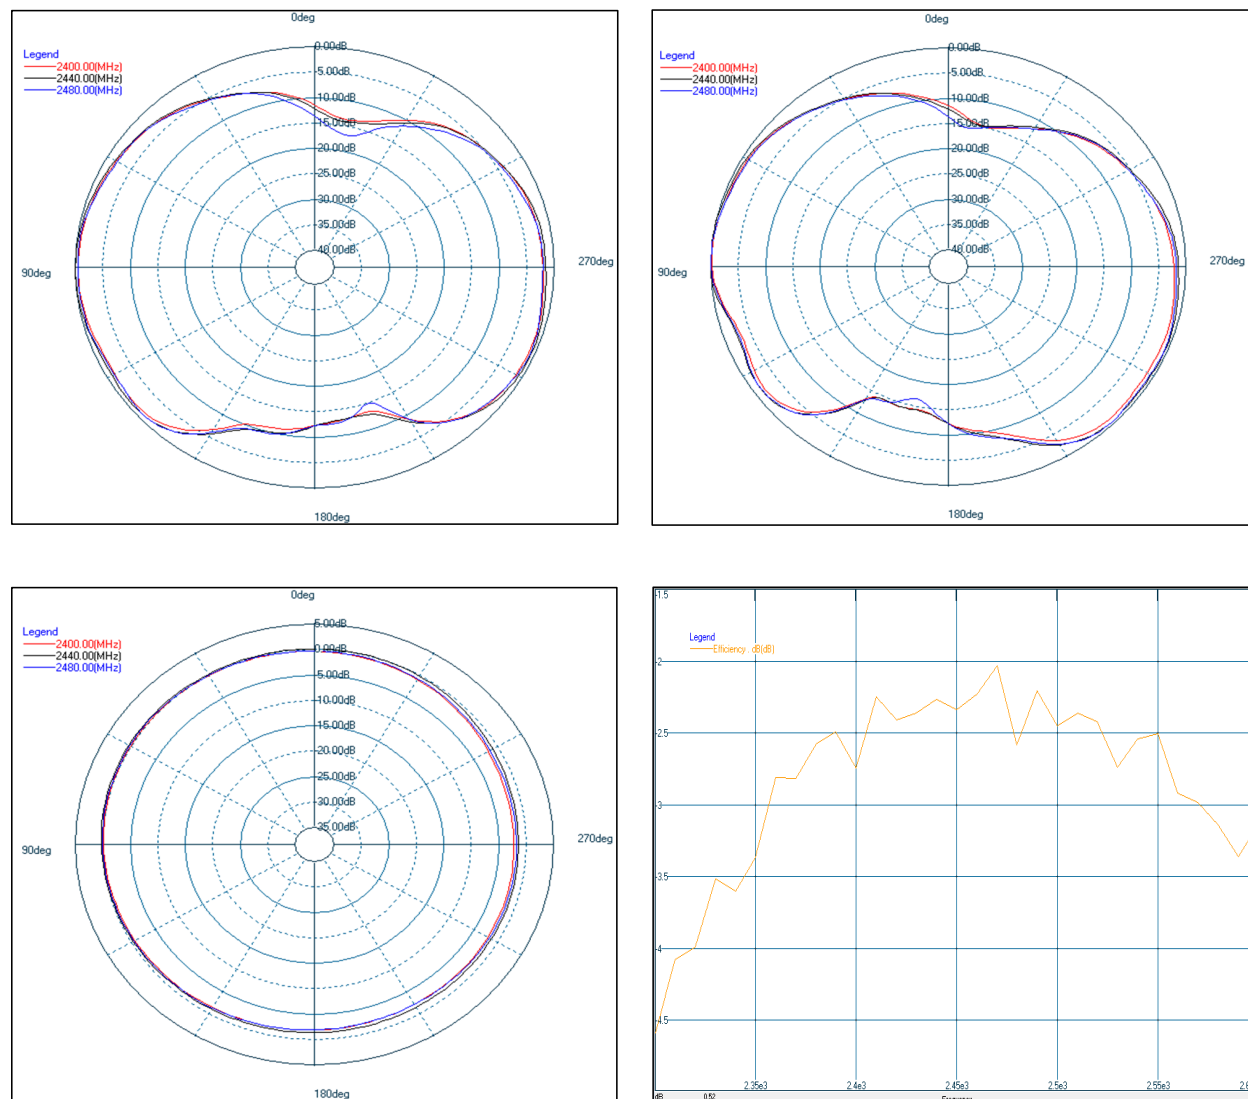 0deg
Legend
2400.00(MHz)
2440.00(MHz)
2480.00(MHz)
0.00dB
5.00dB
10.00dB
15.00dB
20.00dB
25.00dB
30.00dB
35.00dB
40.00dB
90deg
270deg
180deg
0deg
Legend
2400.00(MHz)
2440.00(MHz)
2480.00(MHz)
0.00dB
5.00dB
10.00dB
15.00dB
20.00dB
25.00dB
30.00dB
35.00dB
40.00dB
90deg
270deg
180deg
0deg
Legend
2400.00(MHz)
2440.00(MHz)
2480.00(MHz)
5.00dB
0.00dB
5.00dB
10.00dB
15.00dB
20.00dB
25.00dB
30.00dB
35.00dB
90deg
270deg
180deg
-1.5
Legend
Efficiency . dB(dB)
-2
-2.5
-3
-3.5
-4
-4.5
2.35e3
2.4e3
2.45e3
2.5e3
2.55e3
dB
0.52